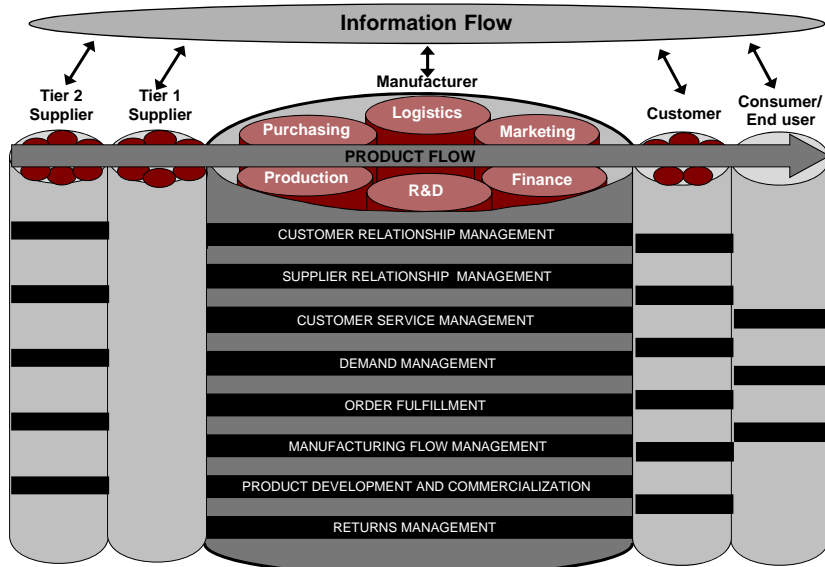 Information Flow
Tier 2
Supplier
Tier 1
Supplier
Manufacturer
Customer
Consumer/
End user
Logistics
Purchasing
Marketing
PRODUCT FLOW
Production
R&D
Finance
CUSTOMER RELATIONSHIP MANAGEMENT
SUPPLIER RELATIONSHIP MANAGEMENT
CUSTOMER SERVICE MANAGEMENT
DEMAND MANAGEMENT
ORDER FULFILLMENT
MANUFACTURING FLOW MANAGEMENT
PRODUCT DEVELOPMENT AND COMMERCIALIZATION
RETURNS MANAGEMENT